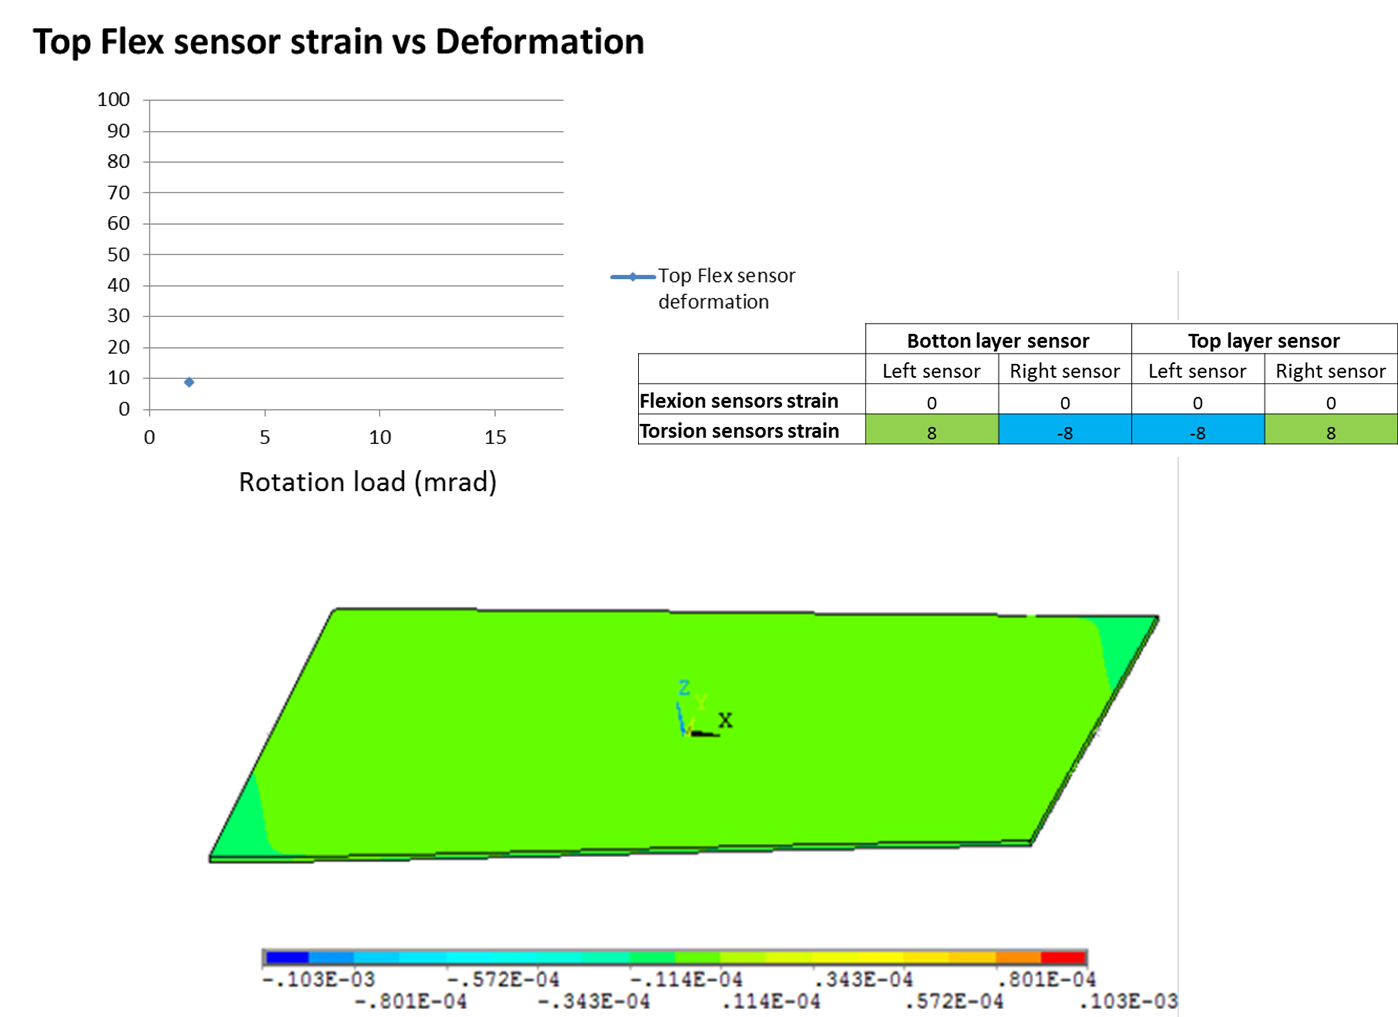 Top Flex sensor strain vs Deformation
100
90
80
70
60
50
40
30
20
10
0
0 5 10 15
Rotation load (mrad)
Top Flex sensor
deformation
Botton layer sensor Top layer sensor
Left sensor Right sensor Left sensor Right sensor
Flexion sensors strain 0 0 0 0
Torsion sensors strain 8 -8 -8 8
Z
Y
X
-.103E-03 -.572E-04 -.114E-04 .343E-04 .801E-04
-.801E-04 -.343E-04 .114E-04 .572E-04 .103E-03